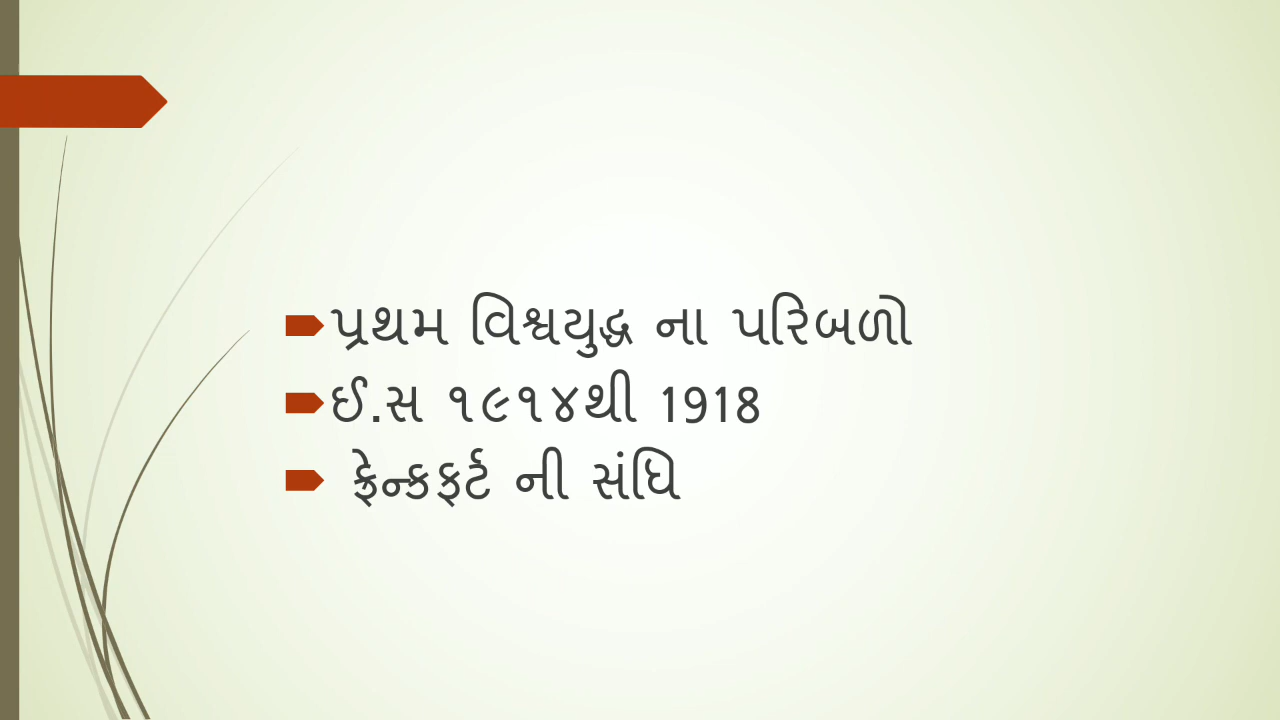 પ્રથમ વિશ્વયુદ્ધ ના પરિબળો
ઈ.સ ૧૯૧૪થી 1918
ફ્રેન્કફર્ટ ની સંધિ